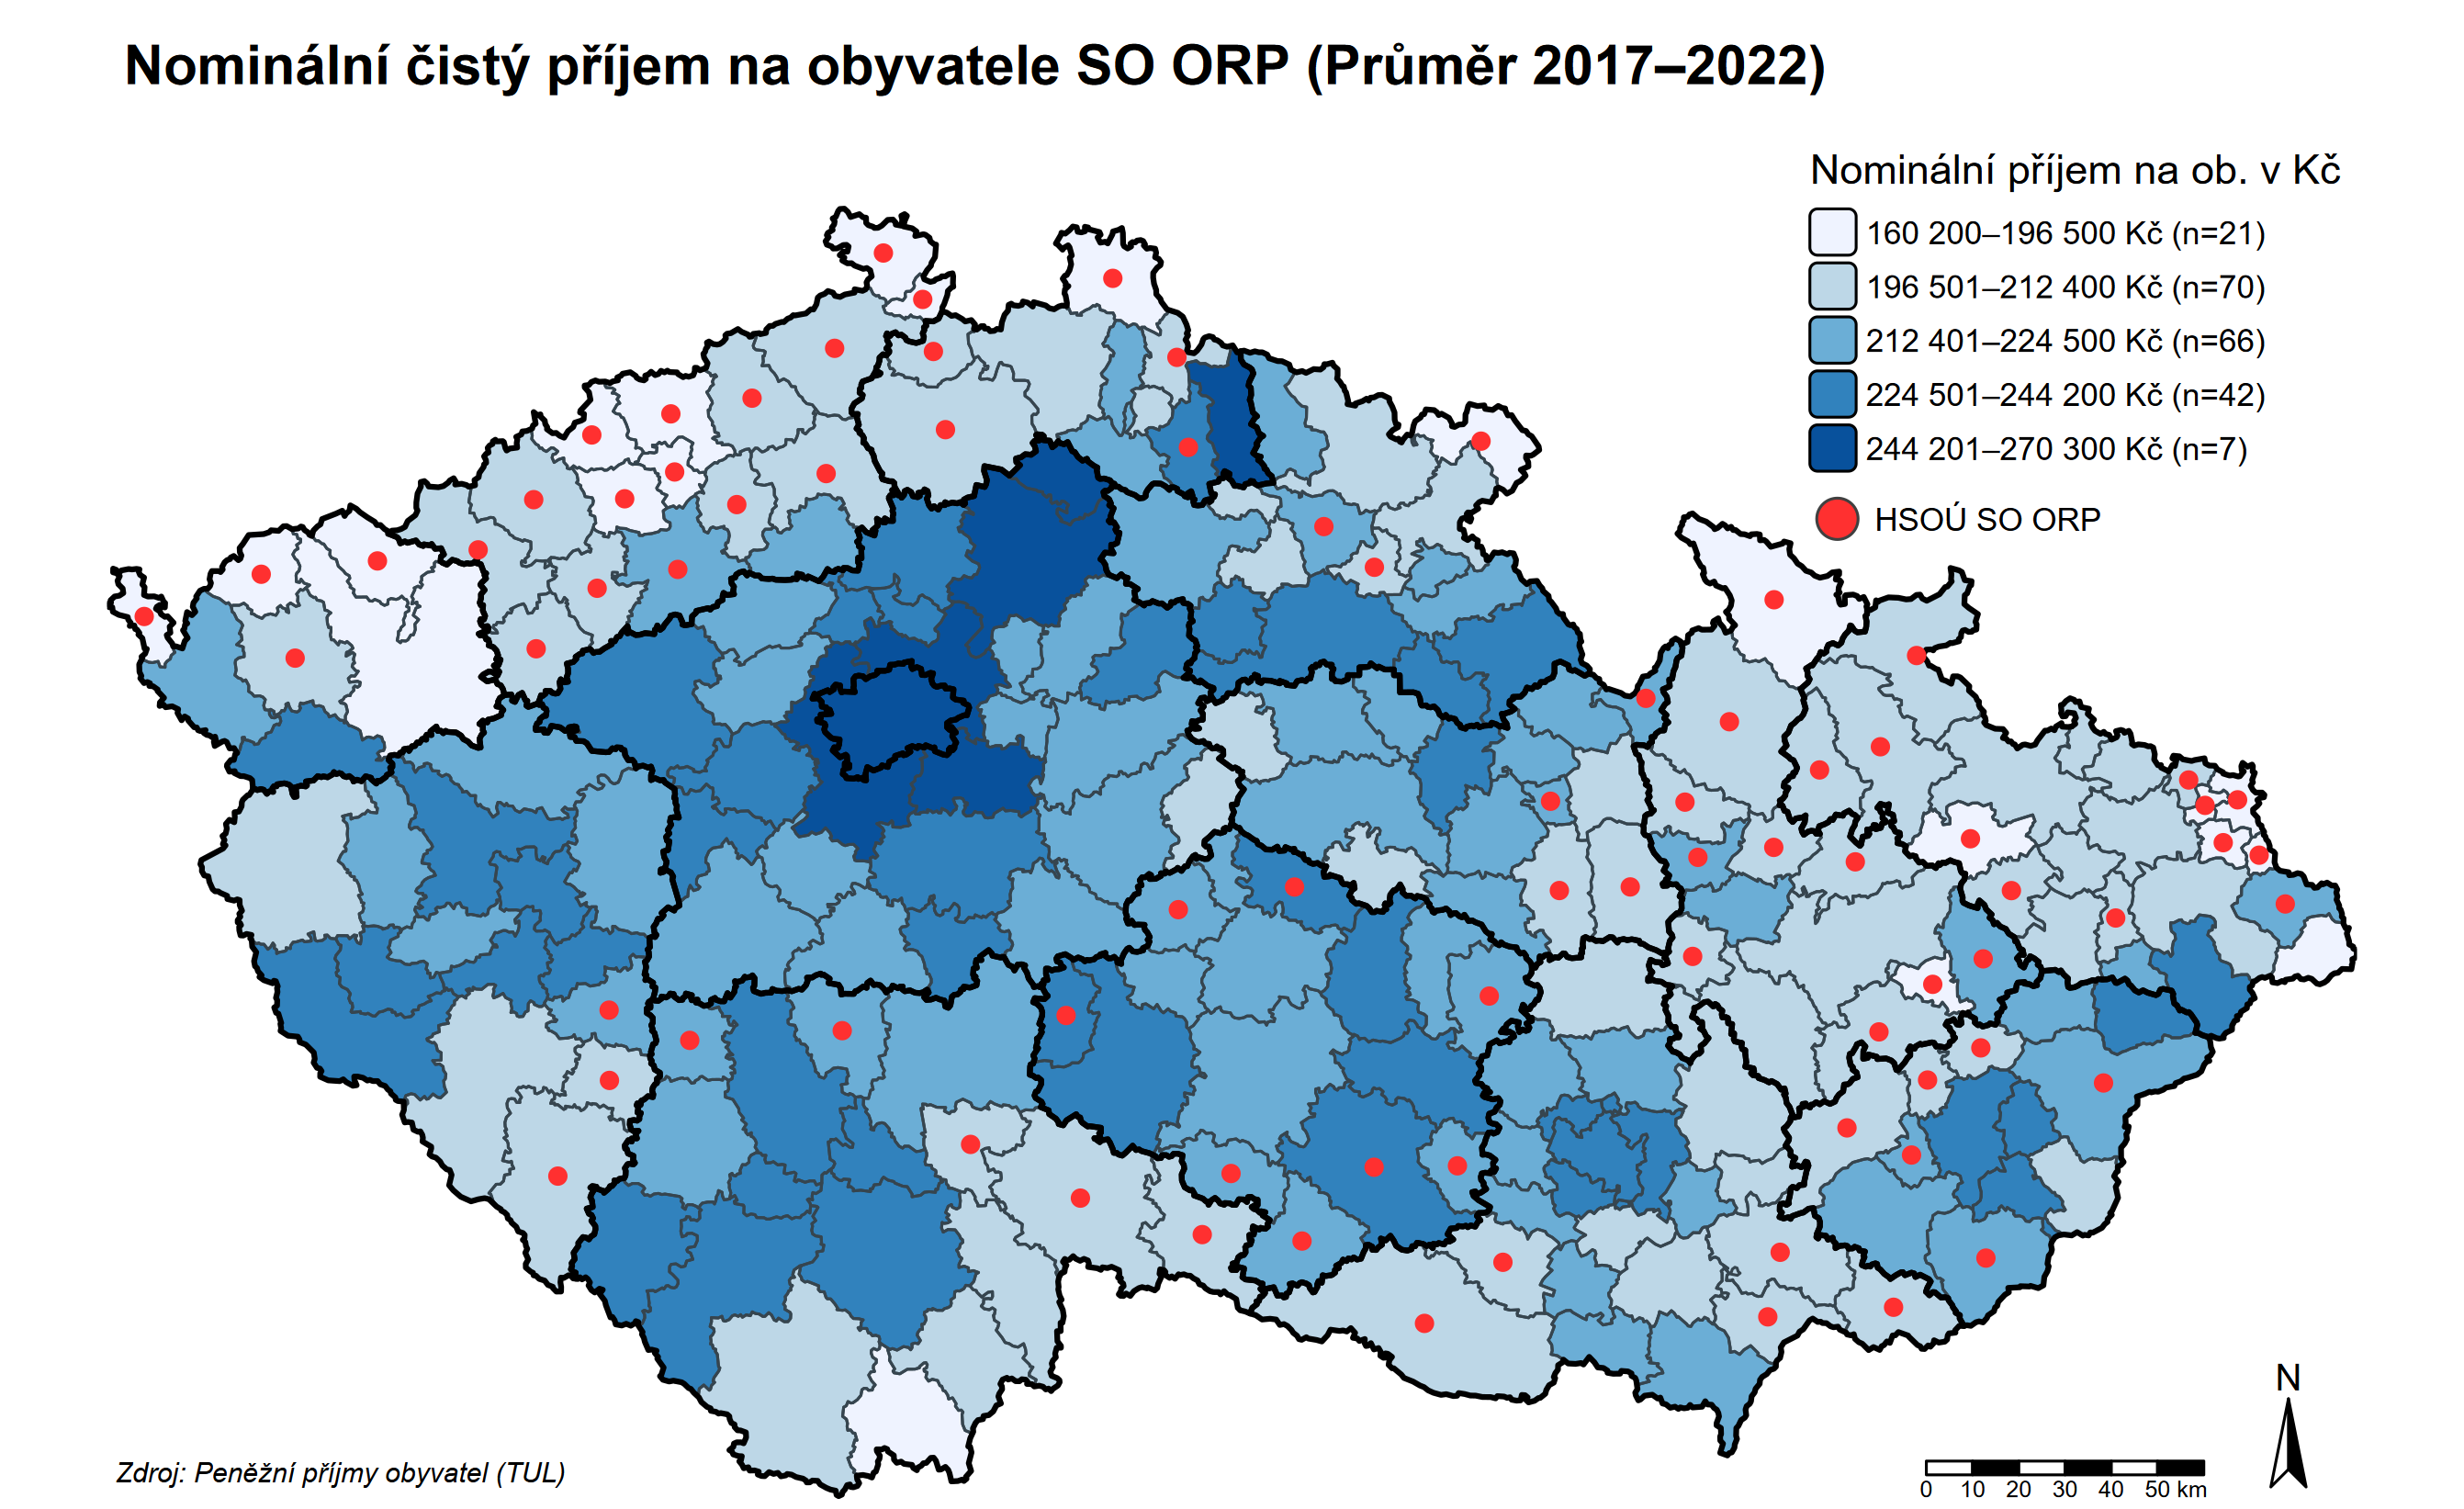 Nominální čistý příjem na obyvatele SO ORP (Průměr 2017–2022)
Nominální příjem na ob. v Kč
160 200–196 500 Kč (n=21)
196 501–212 400 Kč (n=70)
212 401–224 500 Kč (n=66)
224 501–244 200 Kč (n=42)
244 201–270 300 Kč (n=7)
HSOÚ SO ORP
N
Zdroj: Peněžní příjmy obyvatel (TUL)
0 10 20 30 40 50 km